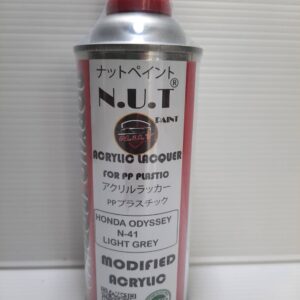 ナットペイント
N.U.T®
PAINT
ACRYLIC LACQUER
FOR PP PLASTIC
アクリルラッカー
PPプラスチック
HONDA ODYSSEY
N-41
LIGHT GREY
MODIFIED
ACRYLIC